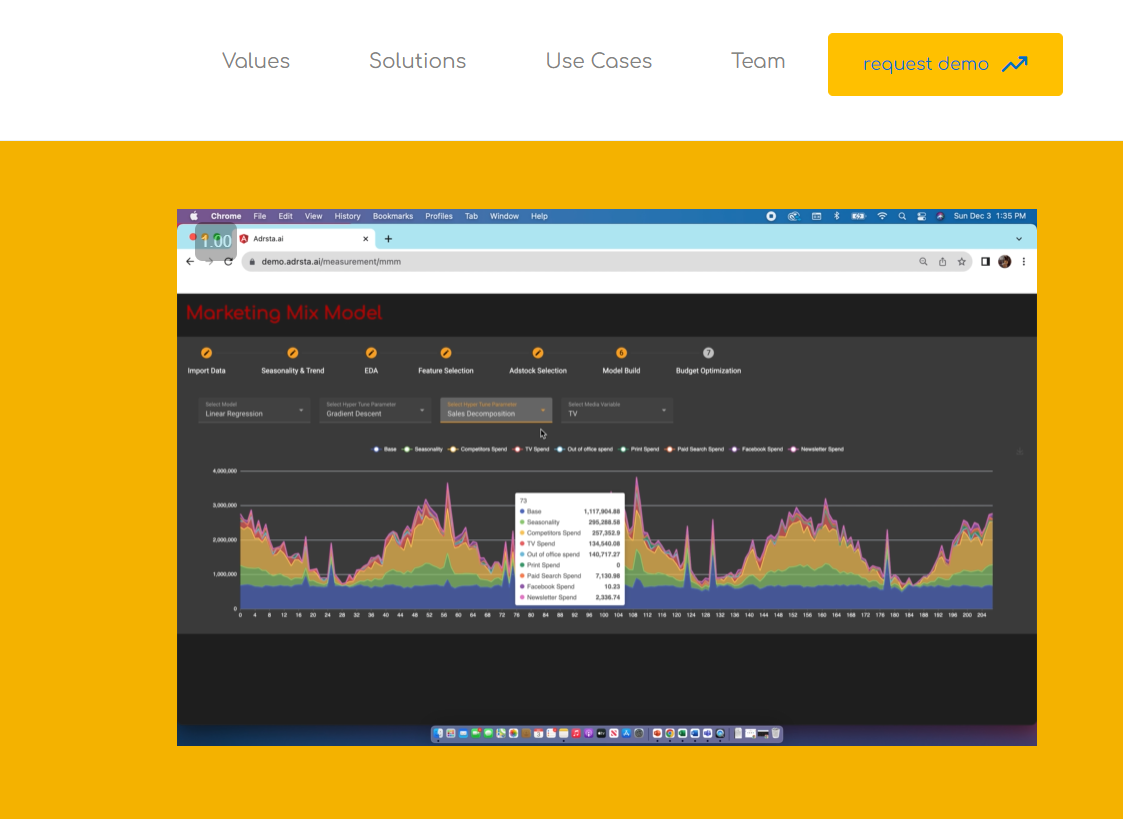 Values Solutions Use Cases Team request demo
Chrome File Edit View History Bookmarks Profiles Tab Window Help Sun Dec 3 1:35 PM
1.00 Adrsta.ai
demo.adrsta.ai/measurement/mmm
Marketing Mix Model
6 7
Import Data Seasonality & Trend EDA Feature Selection Adstock Selection Model Build Budget Optimization
Select Model Select Hyper Tune Parameter Select Hyper Tune Parameter Select Media Variable
Linear Regression Gradient Descent Sales Decomposition TV
Base Seasonality Competitors Spend TV Spend Out of office spend Print Spend Paid Search Spend Facebook Spend Newsletter Spend
4,000,000
3,000,000
2,000,000
1,000,000
0
73
Base 1,117,904.88
Seasonality 295,288.58
Competitors Spend 257,352.9
TV Spend 134,540.08
Out of office spend 140,717.27
Print Spend 0
Paid Search Spend 7,130.98
Facebook Spend 10.23
Newsletter Spend 2,336.74
0 4 8 12 16 20 24 28 32 36 40 44 48 52 56 60 64 68 72 76 80 84 88 92 96 100 104 108 112 116 120 124 128 132 136 140 144 148 152 156 160 164 168 172 176 180 184 188 192 196 200 204